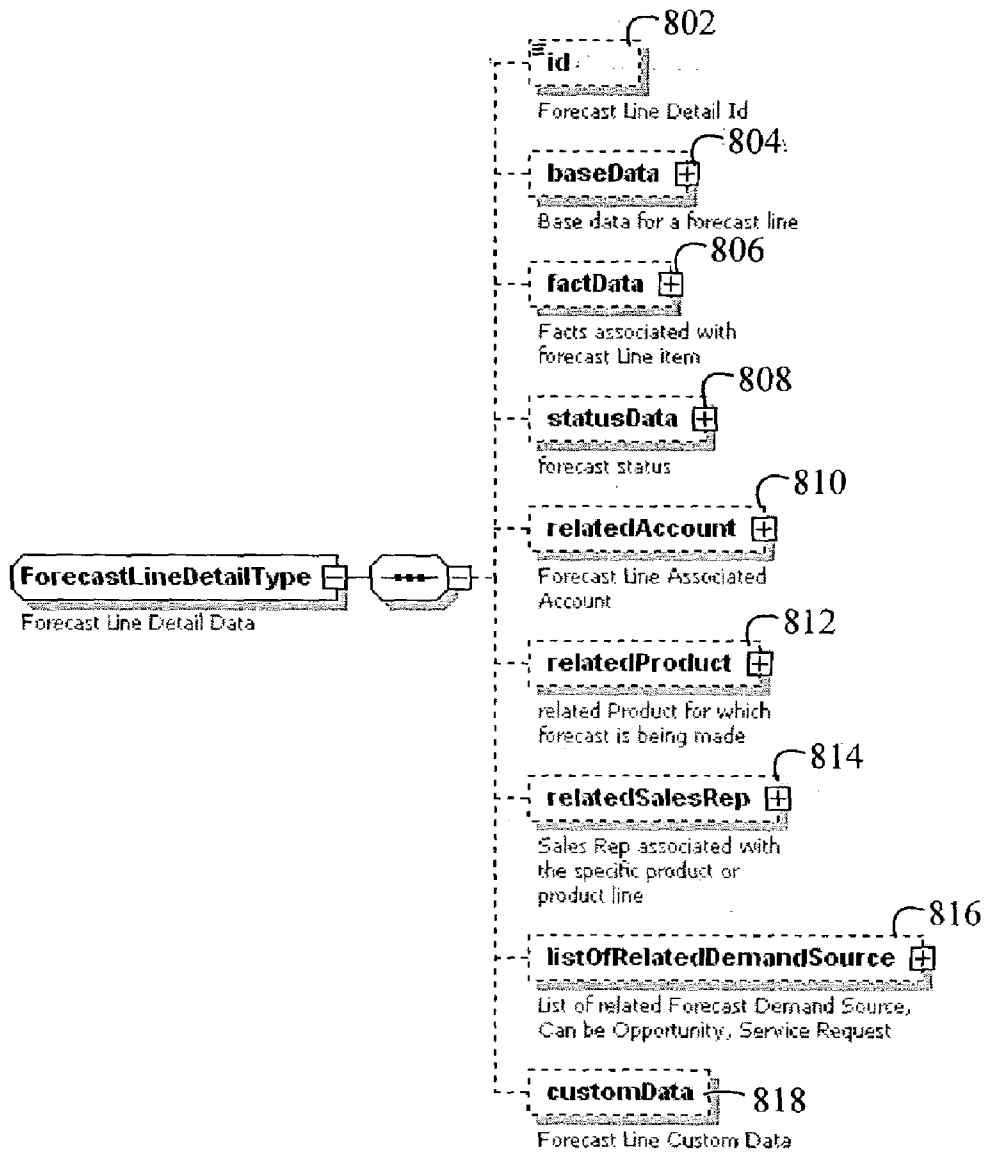 802
id
Forecast Line Detail Id
804
baseData
Base data for a forecast line
806
factData
Facts associated with
forecast Line item
808
statusData
forecast status
810
relatedAccount
Forecast Line Associated
Account
ForecastLineDetailType
Forecast Line Detail Data
812
relatedProduct
related Product for which
forecast is being made
814
relatedSalesRep
Sales Rep associated with
the specific product or
product line
816
listOfRelatedDemandSource
List of related Forecast Demand Source,
Can be Opportunity, Service Request
customData
818
Forecast Line Custom Data